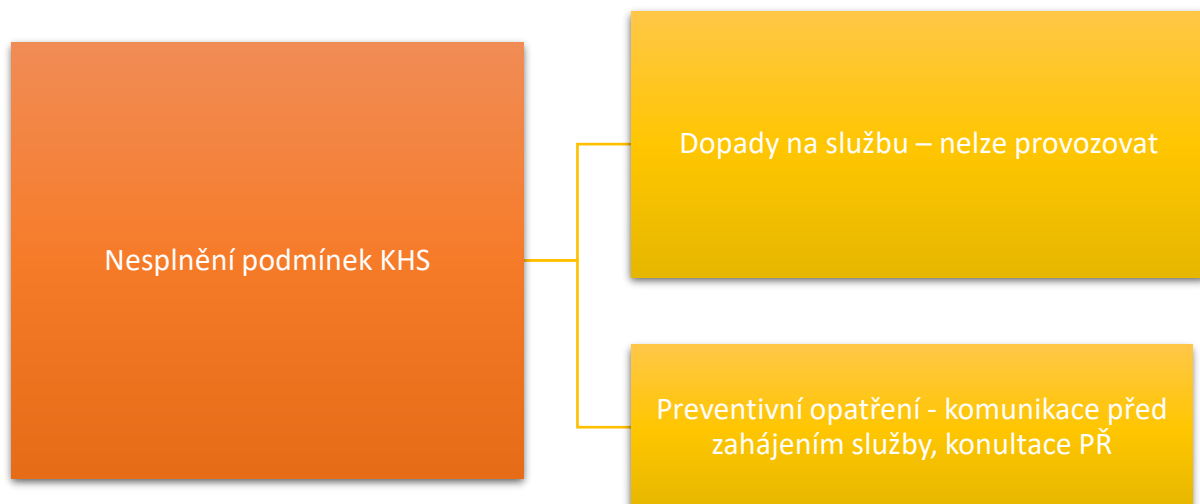 Nesplnění podmínek KHS
Dopady na službu – nelze provozovat
Preventivní opatření - komunikace před
zahájením služby, konultace PŘ